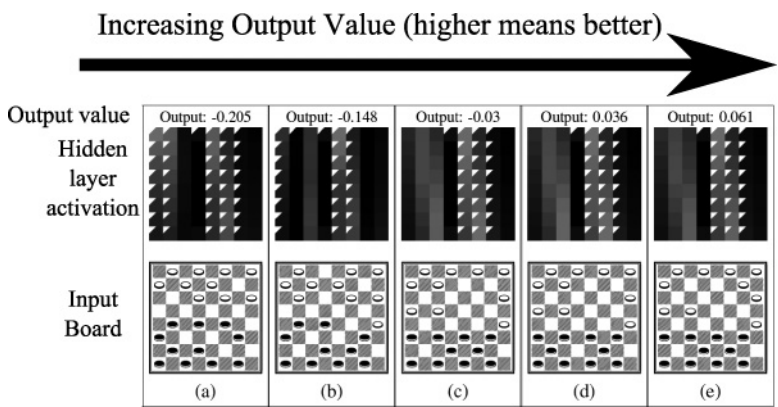 Increasing Output Value (higher means better)
Output value
Output: -0.205
Output: -0.148
Output: -0.03
Output: 0.036
Output: 0.061
Hidden
layer
activation
Input
Board
(a)
(b)
(c)
(d)
(e)